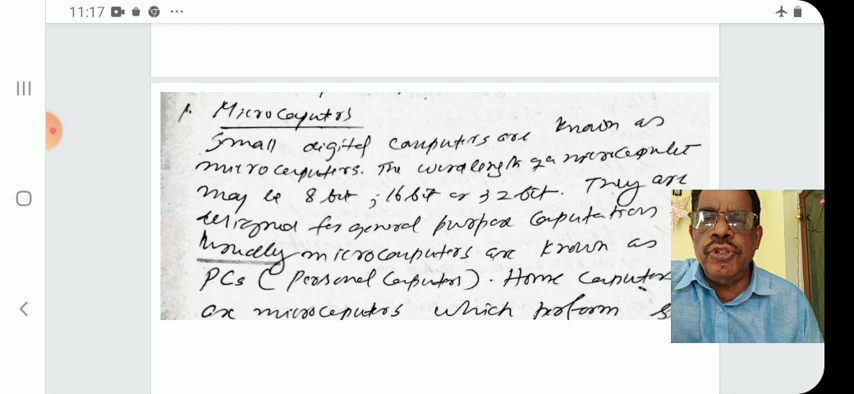 11:17
1. Microcomputers
Small digital computers are known as
microcomputers. The wordlength of a microcomputer
may be 8 bit ; 16 bit or 32 bit. They are
designed for general purpose computations
Usually microcomputers are known as
PCs (Personal Computers). Home Computers
are microcomputers which perform